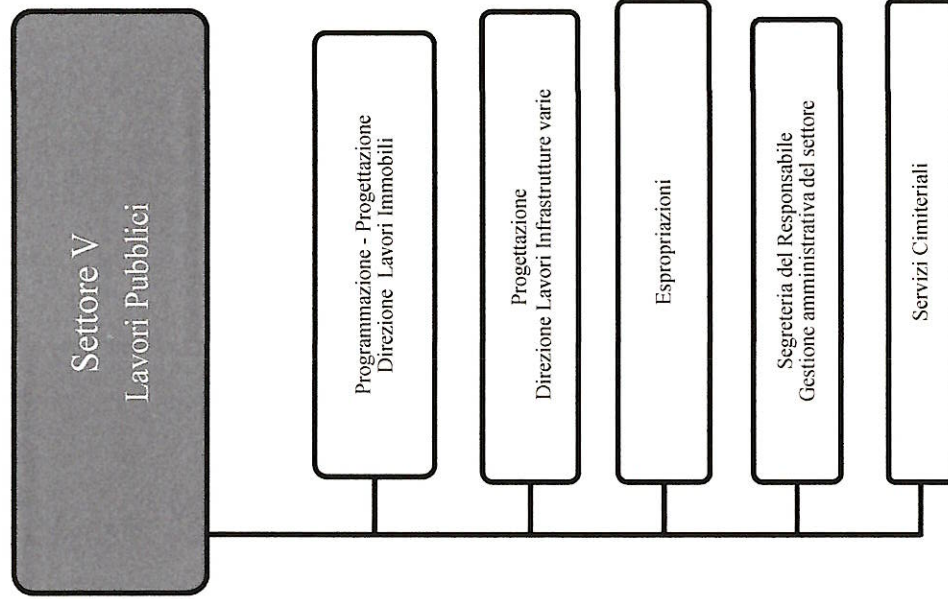 Settore V
Lavori Pubblici
Programmazione - Progettazione
Direzione Lavori Immobili
Progettazione
Direzione Lavori Infrastrutture varie
Espropriazioni
Segreteria del Responsabile
Gestione amministrativa del settore
Servizi Cimiteriali